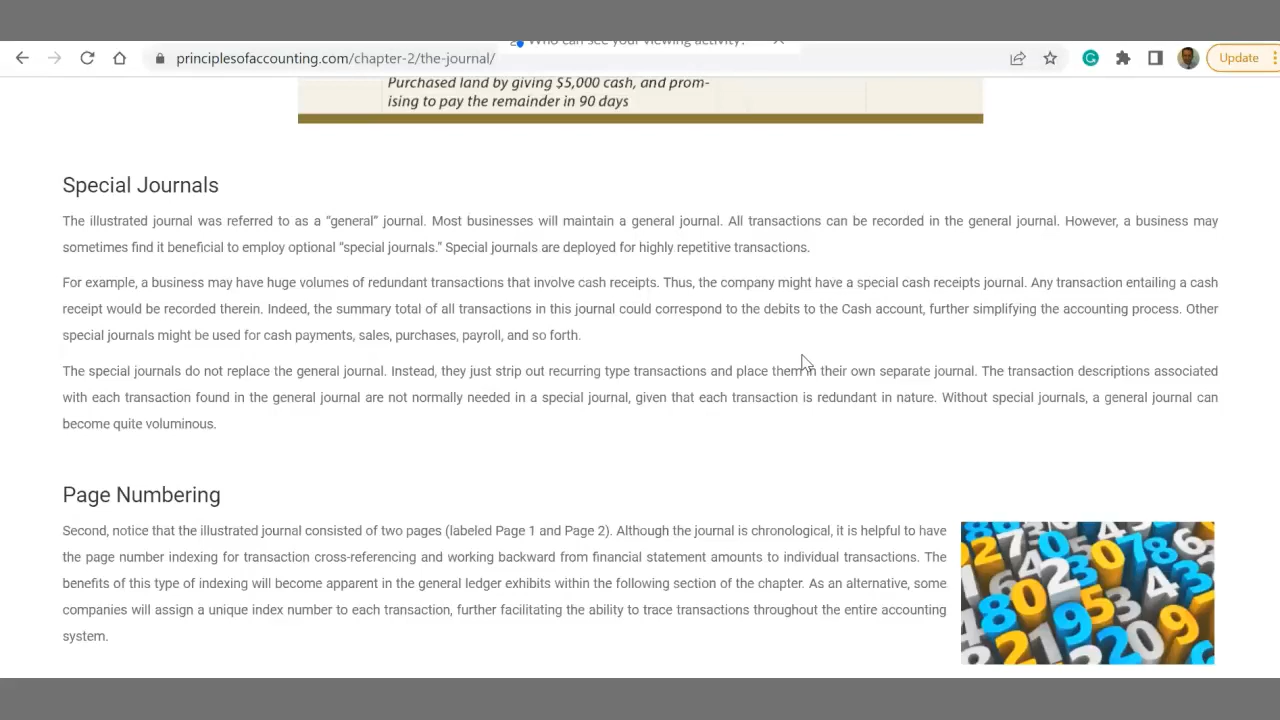 Who can see your viewing activity?
principlesofaccounting.com/chapter-2/the-journal/
Update
Purchased land by giving $5,000 cash, and prom-
ising to pay the remainder in 90 days
Special Journals
The illustrated journal was referred to as a “general” journal. Most businesses will maintain a general journal. All transactions can be recorded in the general journal. However, a business may
sometimes find it beneficial to employ optional “special journals.” Special journals are deployed for highly repetitive transactions.
For example, a business may have huge volumes of redundant transactions that involve cash receipts. Thus, the company might have a special cash receipts journal. Any transaction entailing a cash
receipt would be recorded therein. Indeed, the summary total of all transactions in this journal could correspond to the debits to the Cash account, further simplifying the accounting process. Other
special journals might be used for cash payments, sales, purchases, payroll, and so forth.
The special journals do not replace the general journal. Instead, they just strip out recurring type transactions and place them in their own separate journal. The transaction descriptions associated
with each transaction found in the general journal are not normally needed in a special journal, given that each transaction is redundant in nature. Without special journals, a general journal can
become quite voluminous.
Page Numbering
Second, notice that the illustrated journal consisted of two pages (labeled Page 1 and Page 2). Although the journal is chronological, it is helpful to have
the page number indexing for transaction cross-referencing and working backward from financial statement amounts to individual transactions. The
benefits of this type of indexing will become apparent in the general ledger exhibits within the following section of the chapter. As an alternative, some
companies will assign a unique index number to each transaction, further facilitating the ability to trace transactions throughout the entire accounting
system.